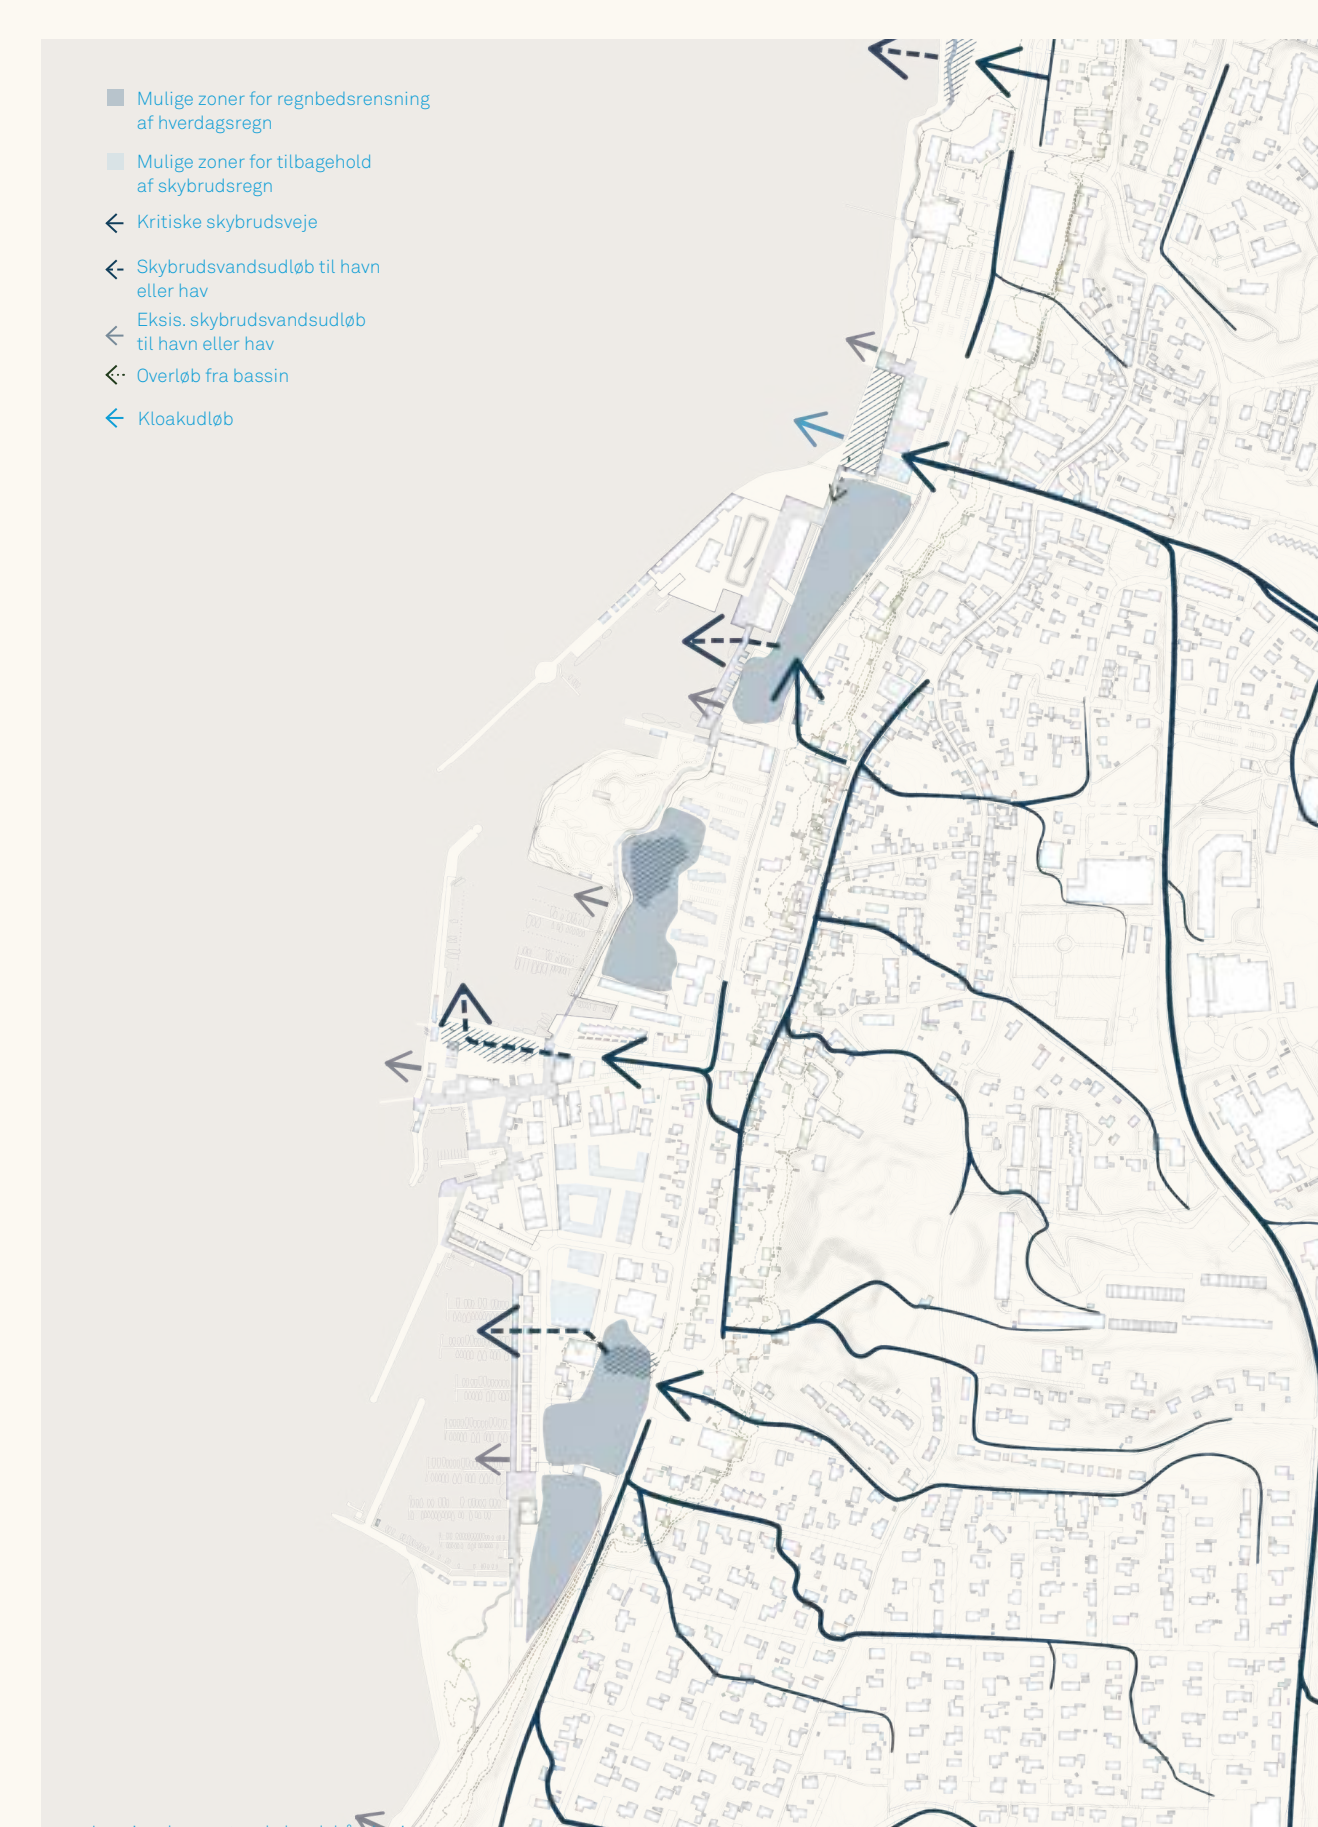 Mulige zoner for regnbedsrensning
af hverdagsregn
Mulige zoner for tilbagehold
af skybrudsregn
Kritiske skybrudsveje
Skybrudsvandsudløb til havn
eller hav
Eksis. skybrudsvandsudløb
til havn eller hav
Overløb fra bassin
Kloakudløb